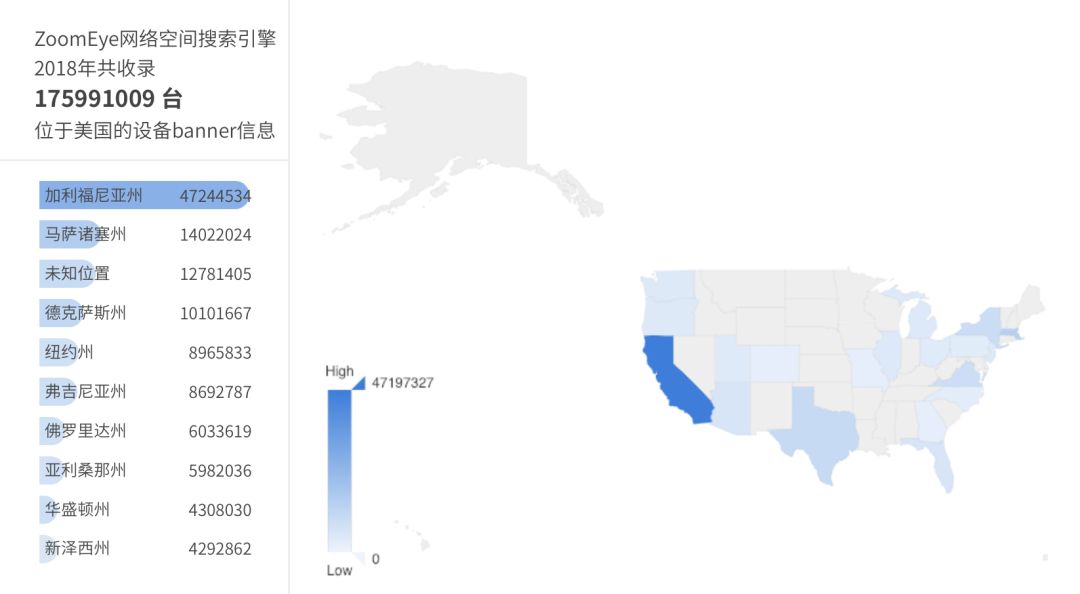 ZoomEye网络空间搜索引擎
2018年共收录
175991009 台
位于美国的设备banner信息
加利福尼亚州 47244534
马萨诸塞州 14022024
未知位置 12781405
德克萨斯州 10101667
纽约州 8965833
弗吉尼亚州 8692787
佛罗里达州 6033619
亚利桑那州 5982036
华盛顿州 4308030
新泽西州 4292862
High
47197327
0
Low